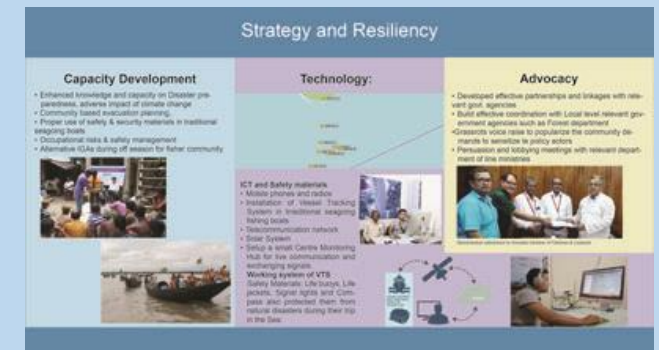 Strategy and Resiliency
Capacity Development
• Enhanced knowledge and capacity on Disaster pre-
paredness, adverse impact of climate change
• Community based evacuation planning,
• Proper use of safety & security materials in traditional
seagoing boats
• Occupational risks & safety management
• Alternative IGAs during off season for fisher community
Technology:
ICT and Safety materials
• Mobile phones and radios
• Installation of Vessel Tracking
System in traditional seagoing
fishing boats
• Telecommunication network
• Solar System
• Setup a small Centre Monitoring
Hub for live communication and
exchanging signals.
Working system of VTS
Safety Materials: Life buoys, Life
jackets, Signal rights and Com-
pass also protected them from
natural disasters during their trip
in the Sea:
Advocacy
• Developed effective partnerships and linkages with rele-
vant govt. agencies
• Build effective coordination with Local level relevant gov-
ernment agencies such as Forest department
•Grassroots voice raise to popularize the community de-
mands to sensitize le policy actors
• Persuasion and lobbying meetings with relevant depart-
ment of line ministries